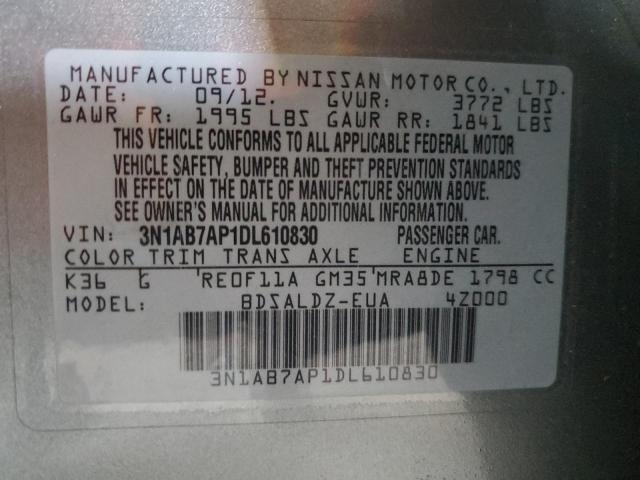 MANUFACTURED BY NISSAN MOTOR CO., LTD.
DATE: 09/12. GVWR: 3772 LBS
GAWR FR: 1995 LBS GAWR RR: 1841 LBS
THIS VEHICLE CONFORMS TO ALL APPLICABLE FEDERAL MOTOR
VEHICLE SAFETY, BUMPER AND THEFT PREVENTION STANDARDS
IN EFFECT ON THE DATE OF MANUFACTURE SHOWN ABOVE.
SEE OWNER'S MANUAL FOR ADDITIONAL INFORMATION.
VIN: 3N1AB7AP1DL610830 PASSENGER CAR.
COLOR TRIM TRANS AXLE ENGINE
K36 G RE0F11A GM35 MRA8DE 1798 CC
MODEL: BDSALDZ-EUA 4Z000
3N1AB7AP1DL610830